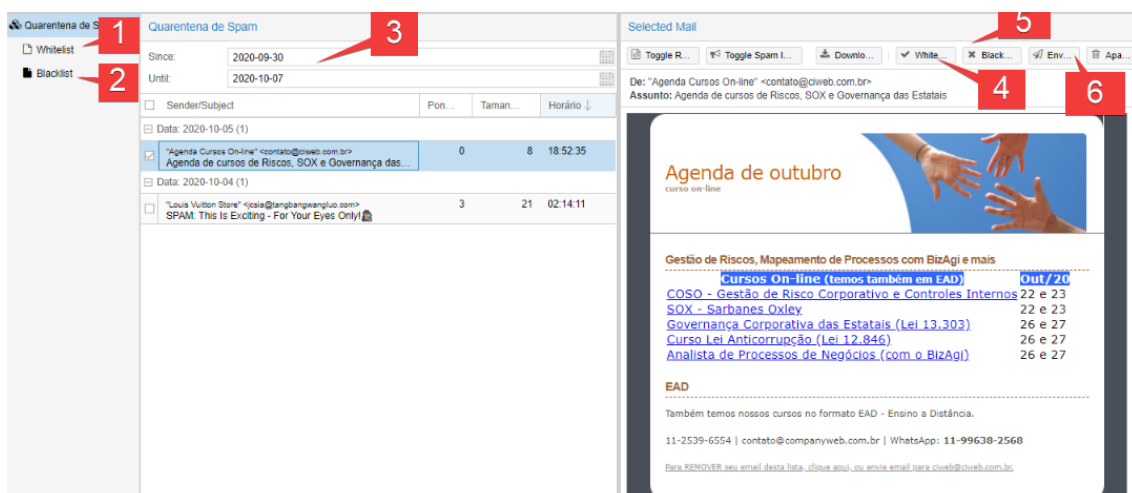 Quarentena de S
1
Whitelist
Blacklist
2
Quarentena de Spam
3
Since:
2020-09-30
Until:
2020-10-07
Sender/Subject
Pon...
Taman...
Horário ↓
Data: 2020-10-05 (1)
"Agenda Cursos On-line" <contato@ciweb.com.br>
Agenda de cursos de Riscos, SOX e Governança das...
0
8
18:52:35
Data: 2020-10-04 (1)
"Louis Vuitton Store" <jcsia@tangbangwangluo.com>
SPAM: This Is Exciting - For Your Eyes Only!
3
21
02:14:11
Selected Mail
5
Toggle R...
Toggle Spam I...
Downlo...
White...
Black...
Env...
Apa...
De: "Agenda Cursos On-line" <contato@ciweb.com.br>
Assunto: Agenda de cursos de Riscos, SOX e Governança das Estatais
4
6
Agenda de outubro
curso on-line
Gestão de Riscos, Mapeamento de Processos com BizAgi e mais
Cursos On-line (temos também em EAD) Out/20
COSO - Gestão de Risco Corporativo e Controles Internos 22 e 23
SOX - Sarbanes Oxley 22 e 23
Governança Corporativa das Estatais (Lei 13.303) 26 e 27
Curso Lei Anticorrupção (Lei 12.846) 26 e 27
Analista de Processos de Negócios (com o BizAgi) 26 e 27
EAD
Também temos nossos cursos no formato EAD - Ensino a Distância.
11-2539-6554 | contato@companyweb.com.br | WhatsApp: 11-99638-2568
Para REMOVER seu email desta lista, clique aqui, ou envie email para ciweb@ciweb.com.br.